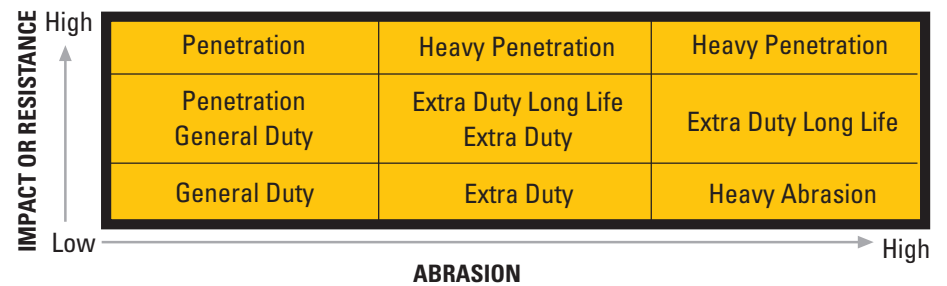 IMPACT OR RESISTANCE
High
Penetration
Heavy Penetration
Heavy Penetration
Penetration
General Duty
Extra Duty Long Life
Extra Duty
Extra Duty Long Life
General Duty
Extra Duty
Heavy Abrasion
Low
High
ABRASION